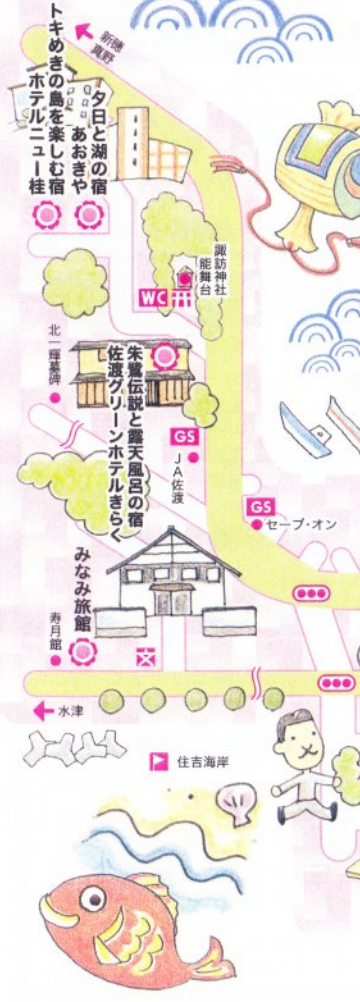 新穂
真野
夕日と湖の宿
あおきや
トキめきの島を楽しむ宿
ホテルニュー桂
諏訪神社
能舞台
WC
北一輝墓碑
朱鷺伝説と露天風呂の宿
佐渡グリーンホテルきらく
GS
JA佐渡
GS
セーブ・オン
みなみ旅館
寿月館
文
水津
住吉海岸